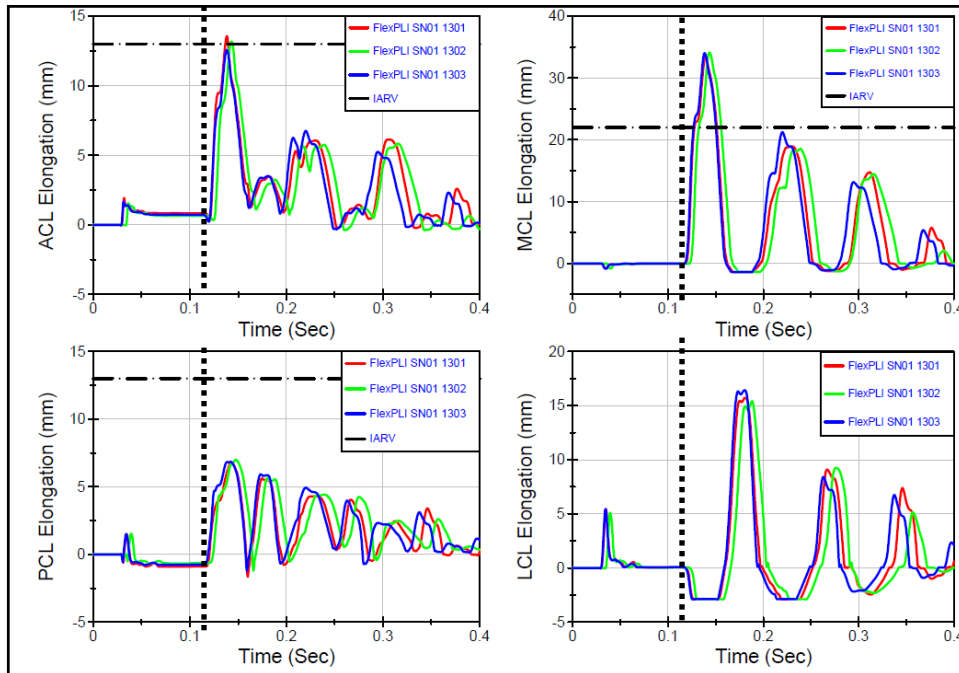 ACL Elongation (mm)
15
10
5
0
-5
0
0.1
0.2
0.3
0.4
Time (Sec)
FlexPLI SN01 1301
FlexPLI SN01 1302
FlexPLI SN01 1303
IARV
MCL Elongation (mm)
40
30
20
10
0
-10
0
0.1
0.2
0.3
0.4
Time (Sec)
FlexPLI SN01 1301
FlexPLI SN01 1302
FlexPLI SN01 1303
IARV
PCL Elongation (mm)
15
10
5
0
-5
0
0.1
0.2
0.3
0.4
Time (Sec)
FlexPLI SN01 1301
FlexPLI SN01 1302
FlexPLI SN01 1303
IARV
LCL Elongation (mm)
20
15
10
5
0
-5
0
0.1
0.2
0.3
0.4
Time (Sec)
FlexPLI SN01 1301
FlexPLI SN01 1302
FlexPLI SN01 1303